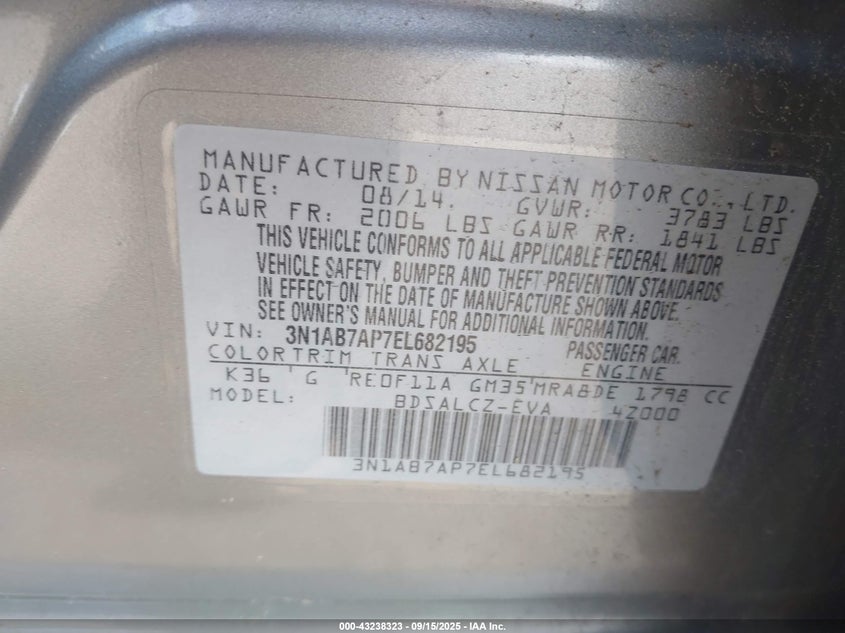 MANUFACTURED BY NISSAN MOTOR CO., LTD.
DATE: 08/14. GVWR: 3783 LBS
GAWR FR: 2006 LBS GAWR RR: 1841 LBS
THIS VEHICLE CONFORMS TO ALL APPLICABLE FEDERAL MOTOR
VEHICLE SAFETY, BUMPER AND THEFT PREVENTION STANDARDS
IN EFFECT ON THE DATE OF MANUFACTURE SHOWN ABOVE.
SEE OWNER'S MANUAL FOR ADDITIONAL INFORMATION.
VIN: 3N1AB7AP7EL682195 PASSENGER CAR
COLOR TRIM TRANS AXLE ENGINE
K36 G RE0F11A GM35 MRA8DE 1798 CC
MODEL: BDSALCZ-EVA 4Z000
3N1AB7AP7EL682195
000-43238323 - 09/15/2025 - IAA Inc.